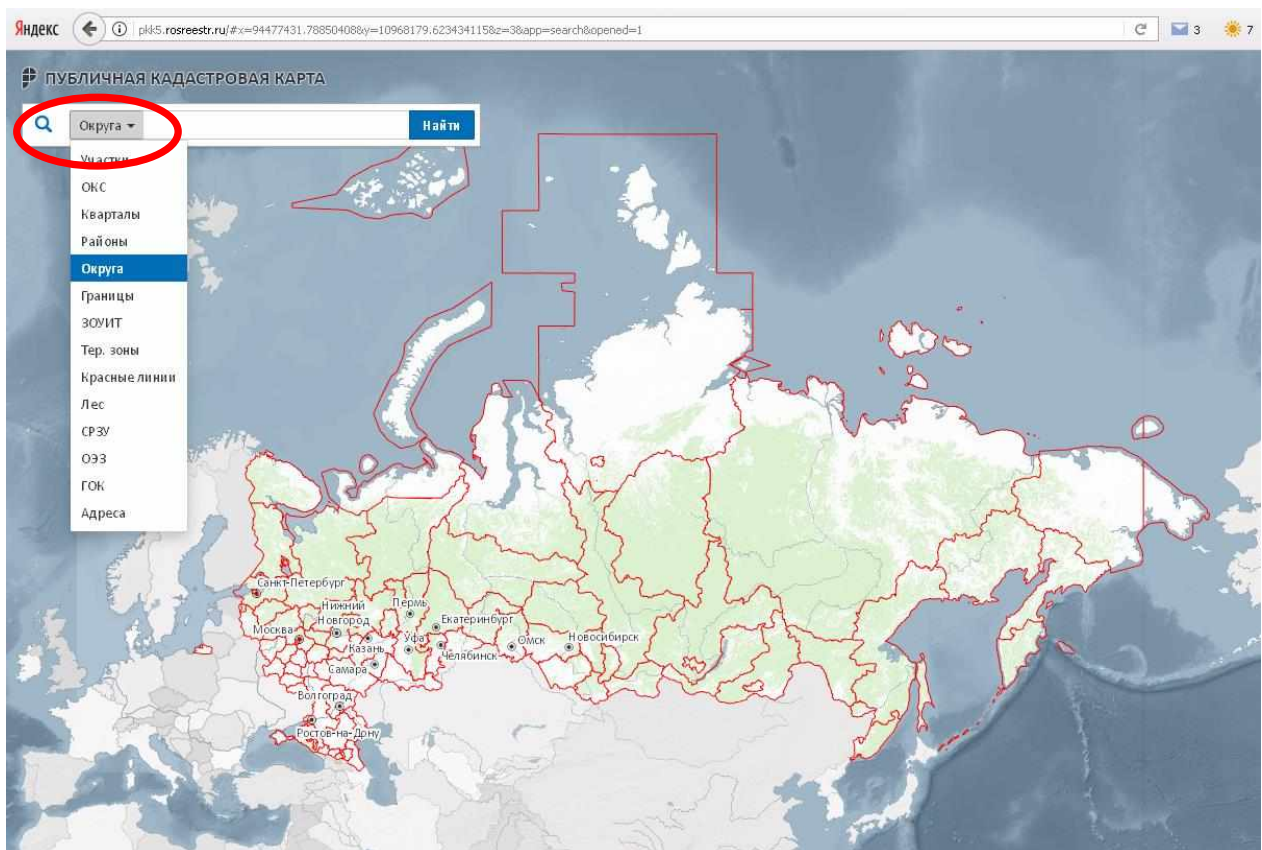 Яндекс
pkk5.rosreestr.ru/#x=94477431.78850408&y=10968179.623434115&z=3&app=search&opened=1
3
7
ПУБЛИЧНАЯ КАДАСТРОВАЯ КАРТА
Округа
Найти
Участки
ОКС
Кварталы
Районы
Округа
Границы
ЗОУИТ
Тер. зоны
Красные линии
Лес
СРЗУ
ОЭЗ
ГОК
Адреса
Санкт-Петербург
Нижний
Новгород
Пермь
Екатеринбург
Москва
Казань
Уфа
Омск
Новосибирск
Челябинск
Самара
Волгоград
Ростов-на-Дону